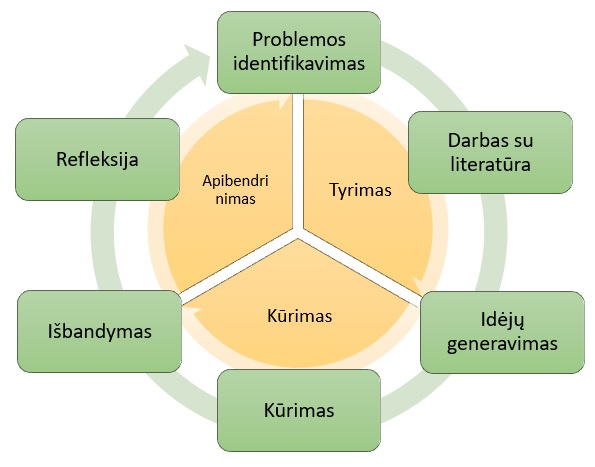 Problemos
identifikavimas
Darbas su
literatūra
Idėjų
generavimas
Kūrimas
Išbandymas
Refleksija
Tyrimas
Kūrimas
Apibendri
nimas